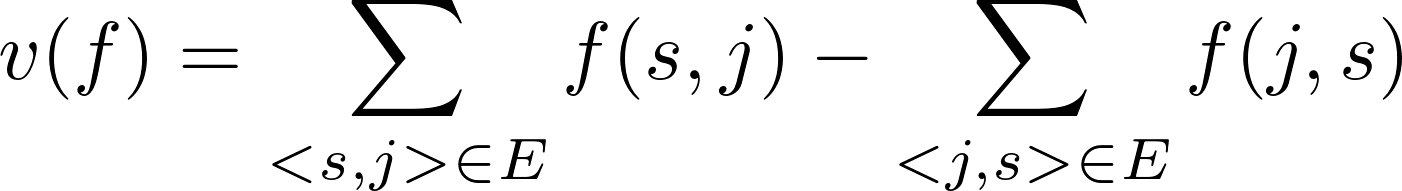 v(f) = ∑_{<s,j>∈E} f(s, j) − ∑_{<j,s>∈E} f(j, s)